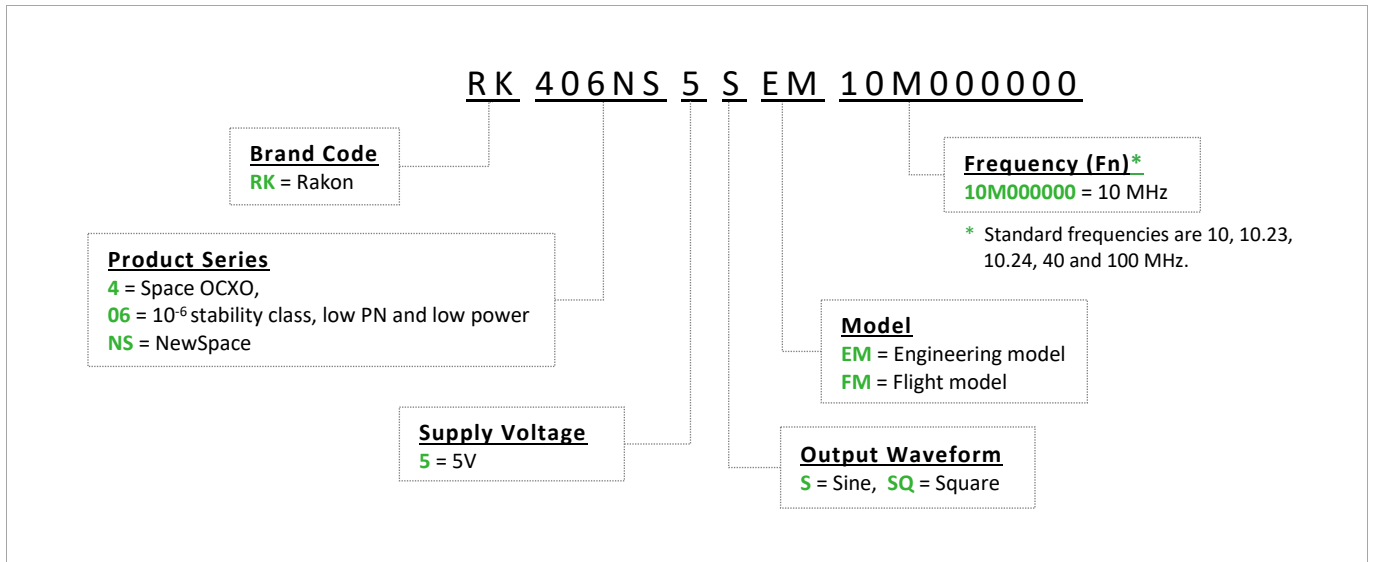 RK 406NS 5 S EM 10M000000
Brand Code
RK = Rakon
Frequency (Fn)*
10M000000 = 10 MHz
* Standard frequencies are 10, 10.23,
10.24, 40 and 100 MHz.
Product Series
4 = Space OCXO,
06 = 10⁻⁶ stability class, low PN and low power
NS = NewSpace
Model
EM = Engineering model
FM = Flight model
Supply Voltage
5 = 5V
Output Waveform
S = Sine, SQ = Square